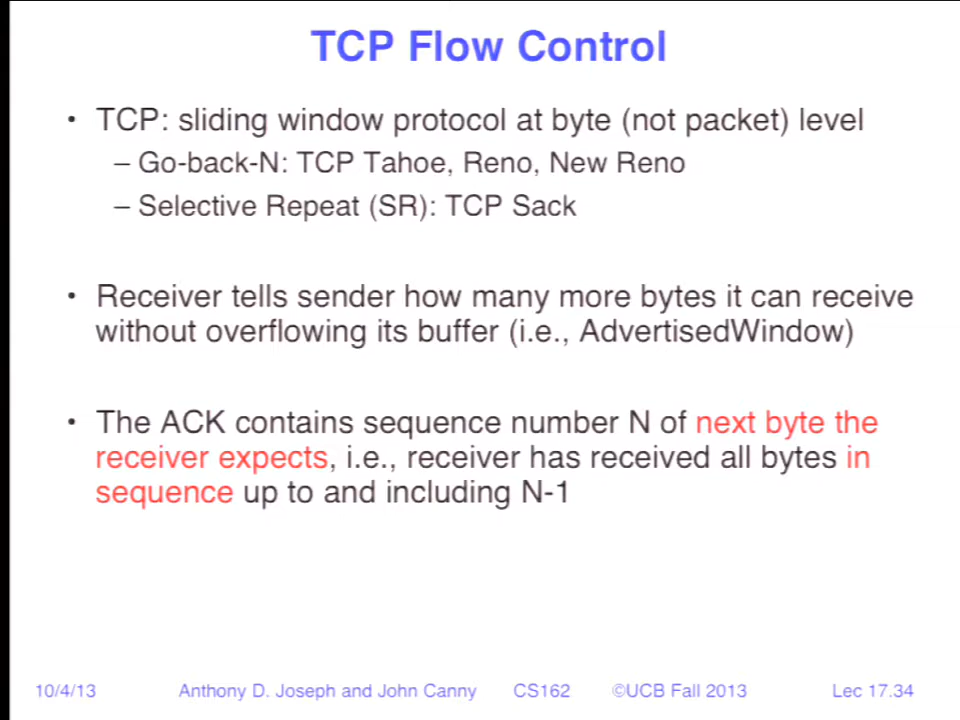 TCP Flow Control
• TCP: sliding window protocol at byte (not packet) level
– Go-back-N: TCP Tahoe, Reno, New Reno
– Selective Repeat (SR): TCP Sack
• Receiver tells sender how many more bytes it can receive
without overflowing its buffer (i.e., AdvertisedWindow)
• The ACK contains sequence number N of next byte the
receiver expects, i.e., receiver has received all bytes in
sequence up to and including N-1
10/4/13 Anthony D. Joseph and John Canny CS162 ©UCB Fall 2013 Lec 17.34